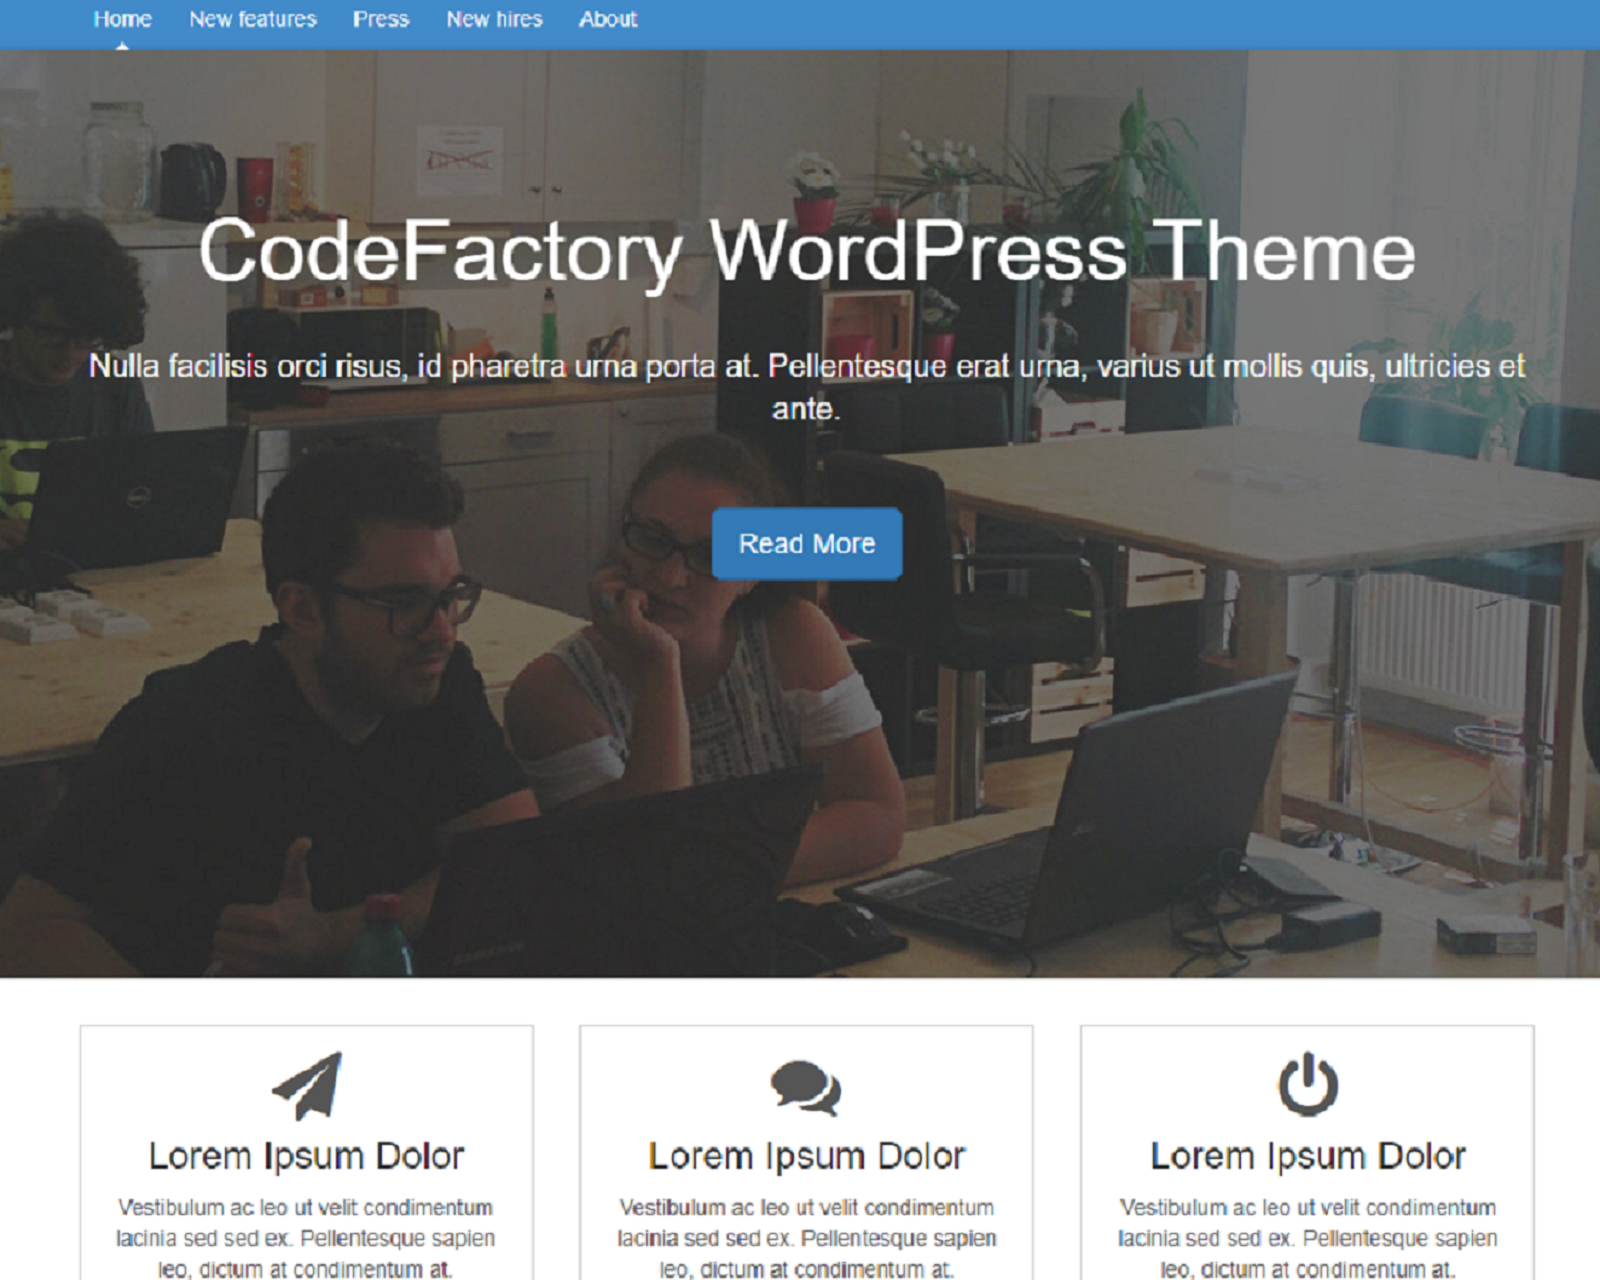 Home New features Press New hires About
CodeFactory WordPress Theme
Nulla facilisis orci risus, id pharetra urna porta at. Pellentesque erat urna, varius ut mollis quis, ultricies et
ante.
Read More
Lorem Ipsum Dolor
Vestibulum ac leo ut velit condimentum
lacinia sed sed ex. Pellentesque sapien
leo, dictum at condimentum at.
Lorem Ipsum Dolor
Vestibulum ac leo ut velit condimentum
lacinia sed sed ex. Pellentesque sapien
leo, dictum at condimentum at.
Lorem Ipsum Dolor
Vestibulum ac leo ut velit condimentum
lacinia sed sed ex. Pellentesque sapien
leo, dictum at condimentum at.